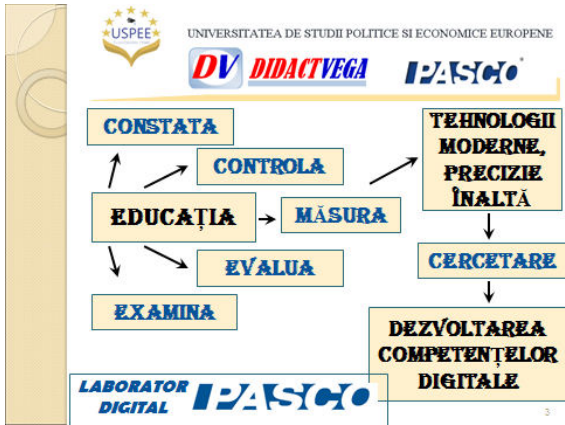 USPEE
UNIVERSITATEA DE STUDII POLITICE SI ECONOMICE EUROPENE
DV DIDACTVEGA
PASCO
CONSTATA
CONTROLA
EDUCAȚIA
MĂSURA
EVALUA
EXAMINA
TEHNOLOGII
MODERNE,
PRECIZIE
ÎNALTĂ
CERCETARE
DEZVOLTAREA
COMPETENȚELOR
DIGITALE
LABORATOR
DIGITAL
PASCO
3